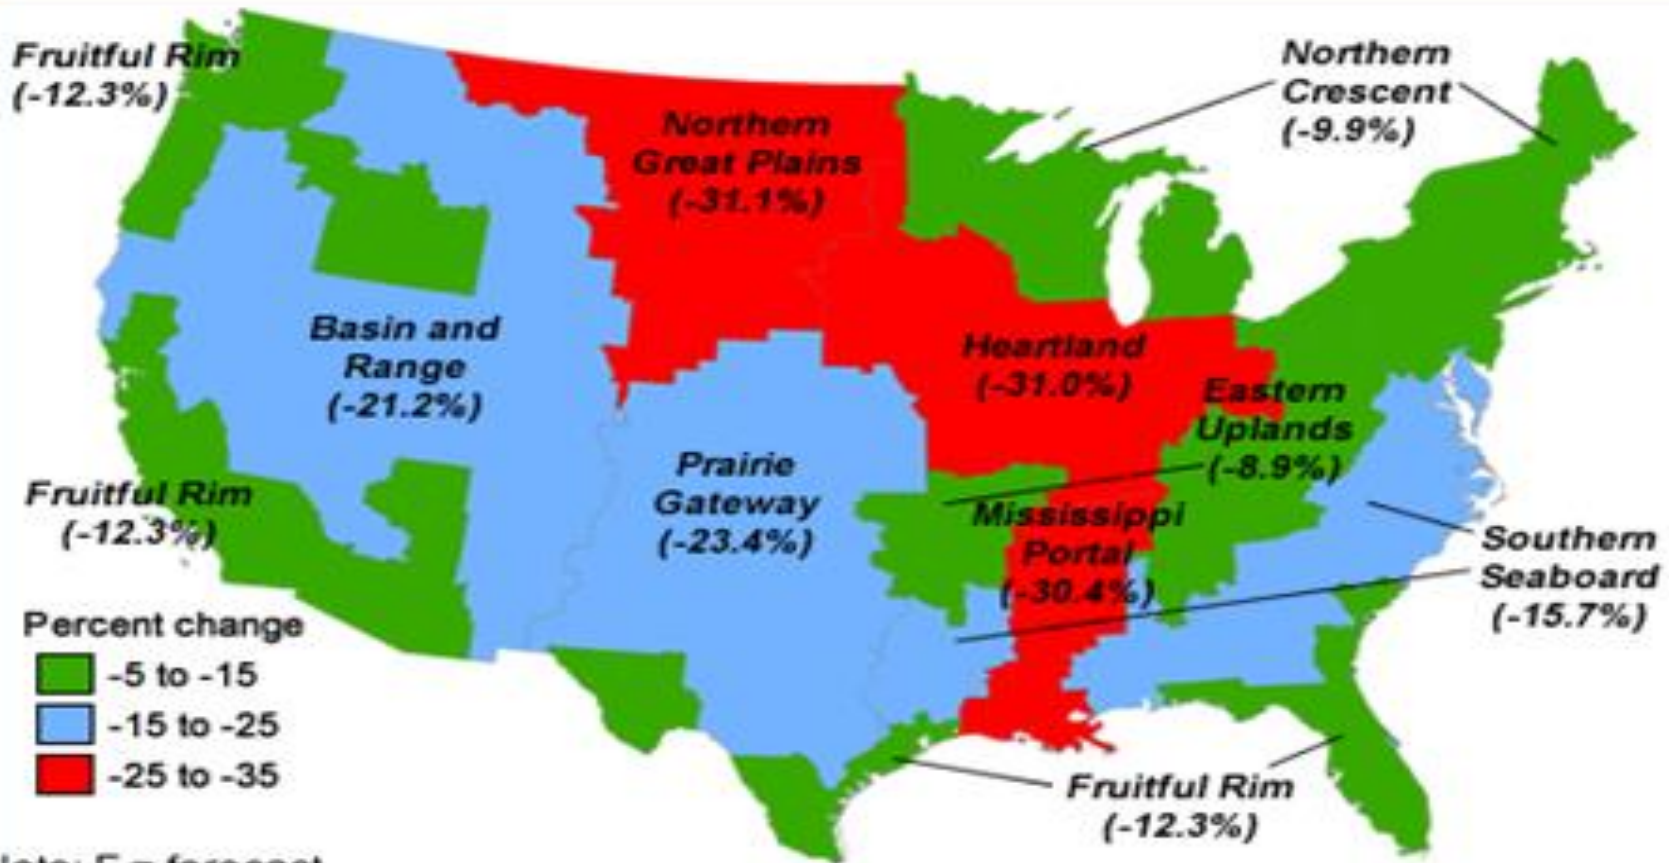 Fruitful Rim
(-12.3%)
Northern
Great Plains
(-31.1%)
Northern
Crescent
(-9.9%)
Basin and
Range
(-21.2%)
Heartland
(-31.0%)
Eastern
Uplands
(-8.9%)
Prairie
Gateway
(-23.4%)
Fruitful Rim
(-12.3%)
Mississippi
Portal
(-30.4%)
Southern
Seaboard
(-15.7%)
Percent change
-5 to -15
-15 to -25
-25 to -35
Fruitful Rim
(-12.3%)
F = forecast